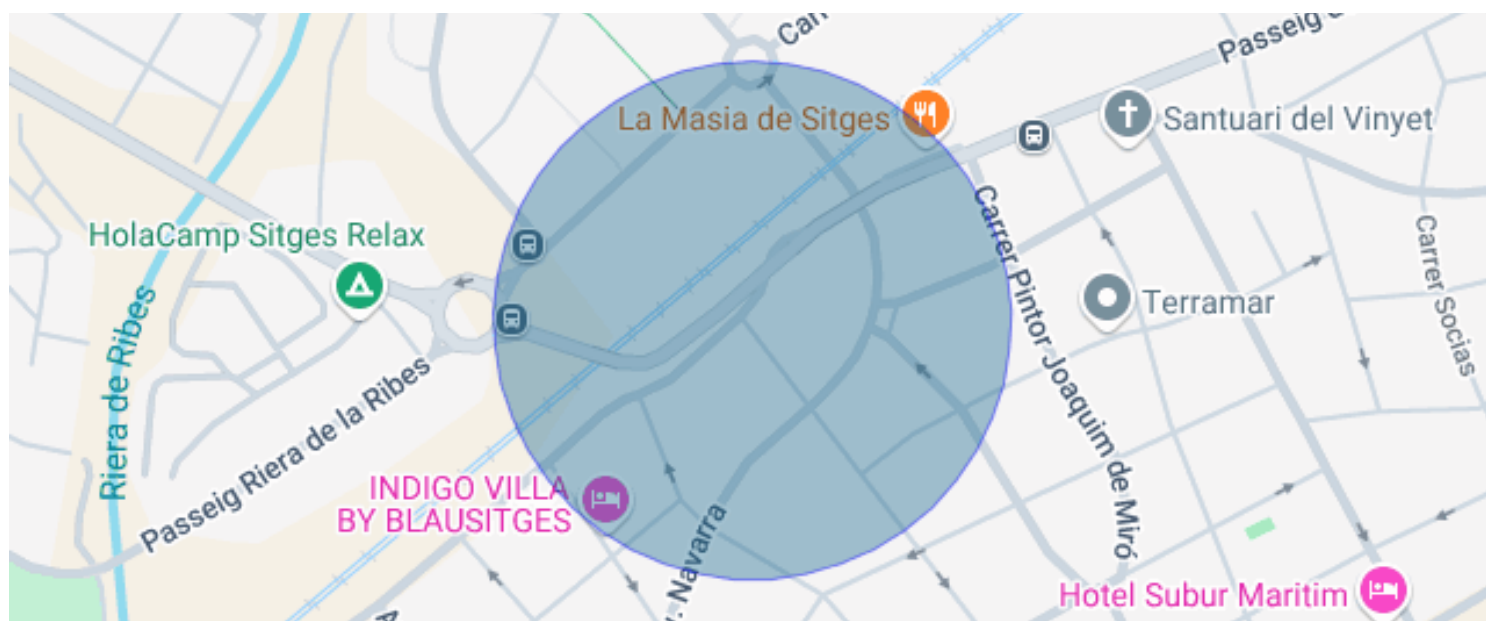 Passeig
La Masia de Sitges
Santuari del Vinyet
HolaCamp Sitges Relax
Carrer Pintor Joaquim de Miró
Carrer Socias
Terramar
Riera de Ribes
Passeig Riera de la Ribes
INDIGO VILLA
BY BLAUSITGES
Navarra
Hotel Subur Maritim